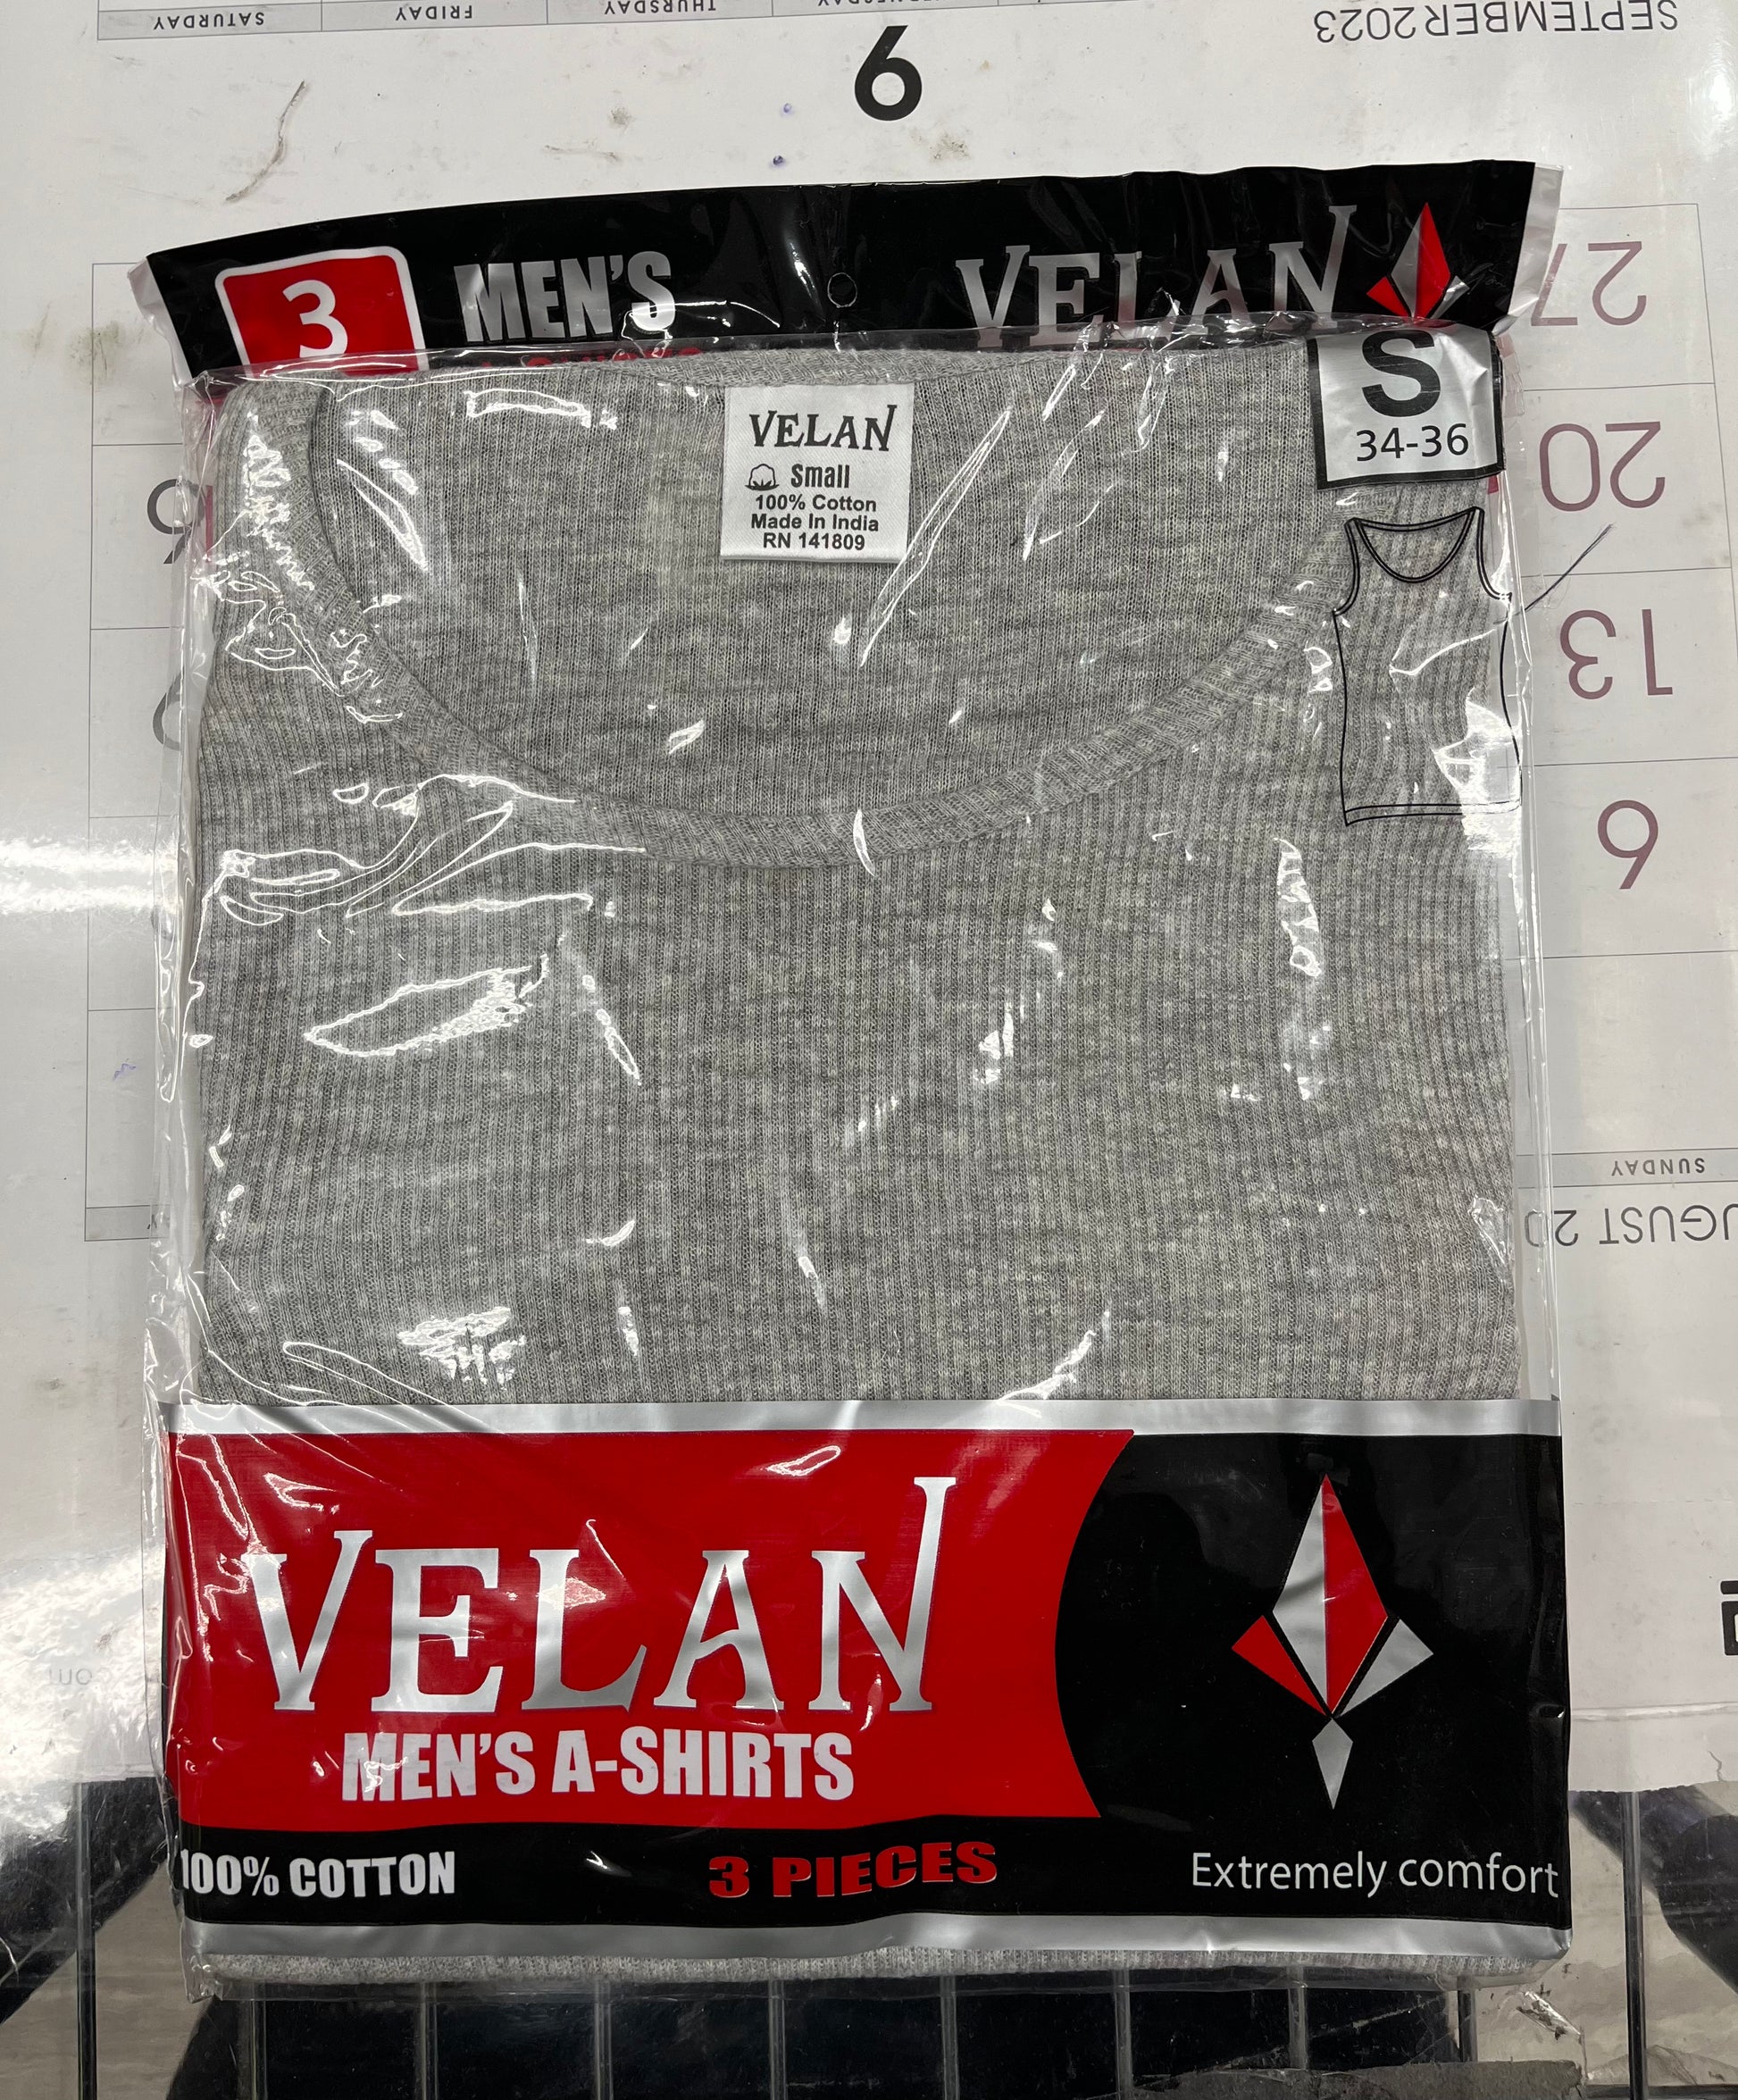 SATURDAY
FRIDAY
THURSDAY
SEPTEMBER 2023
6
3
MEN'S
VELAN
S
34-36
VELAN
Small
100% Cotton
Made In India
RN 141809
27
20
13
6
SUNDAY
VELAN
MEN'S A-SHIRTS
100% COTTON
3 PIECES
Extremely comfort